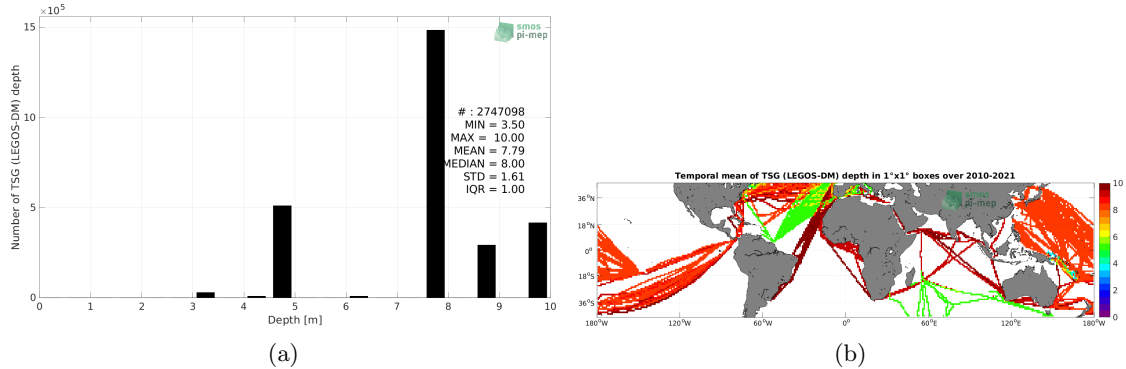 ×10⁵
15
10
5
0
Number of TSG (LEGOS-DM) depth
smos
pi-mep
# : 2747098
MIN = 3.50
MAX = 10.00
MEAN = 7.79
MEDIAN = 8.00
STD = 1.61
IQR = 1.00
0 1 2 3 4 5 6 7 8 9 10
Depth [m]
(a)
Temporal mean of TSG (LEGOS-DM) depth in 1°x1° boxes over 2010-2021
smos
pi-mep
36°N
18°N
0°
18°S
36°S
180°W 120°W 60°W 0° 60°E 120°E 180°W
10
8
6
4
2
0
(b)